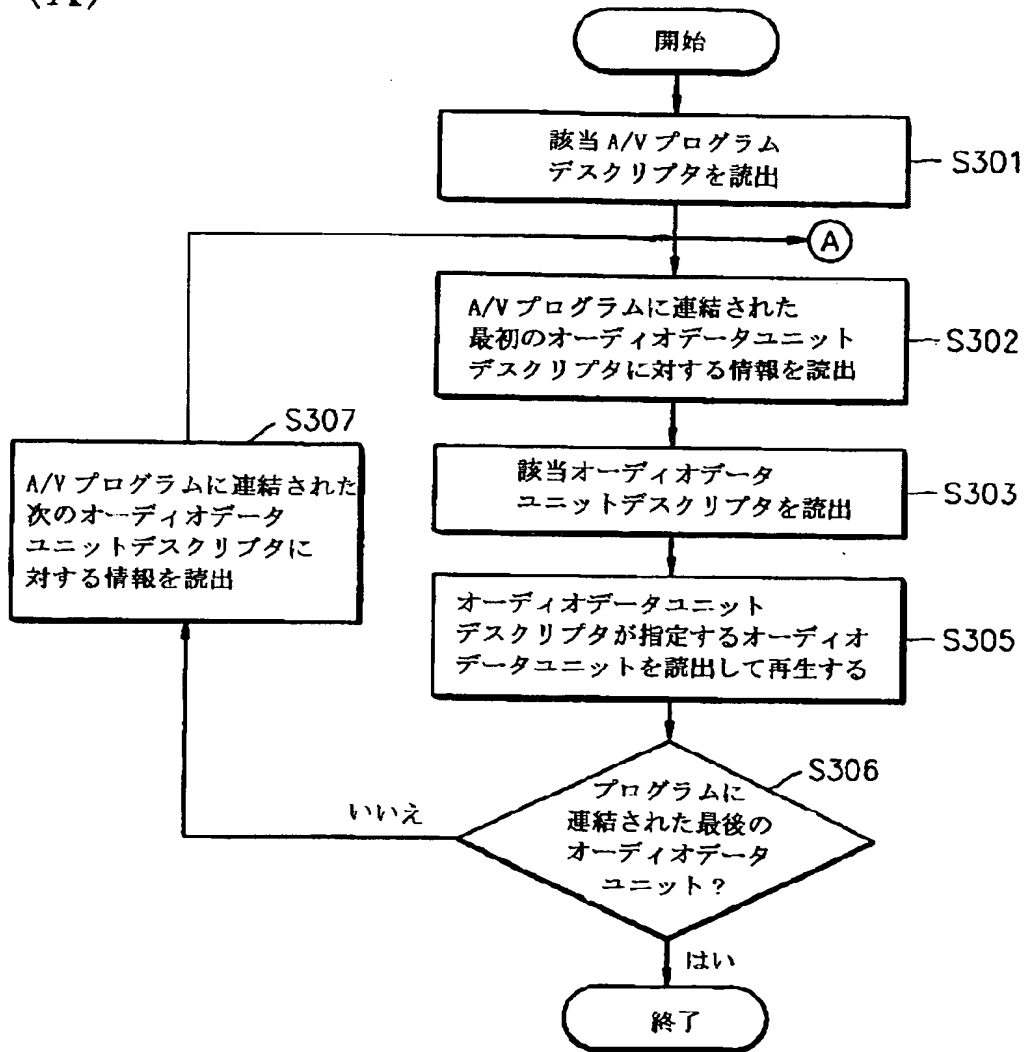 (A)
開始
該当 A/V プログラム
デスクリプタを読出
S301
A
A/V プログラムに連結された
最初のオーディオデータユニット
デスクリプタに対する情報を読出
S302
S307
A/V プログラムに連結された
次のオーディオデータ
ユニットデスクリプタに
対する情報を読出
該当オーディオデータ
ユニットデスクリプタを読出
S303
オーディオデータユニット
デスクリプタが指定するオーディオ
データユニットを読出して再生する
S305
S306
プログラムに
連結された最後の
オーディオデータ
ユニット?
いいえ
はい
終了